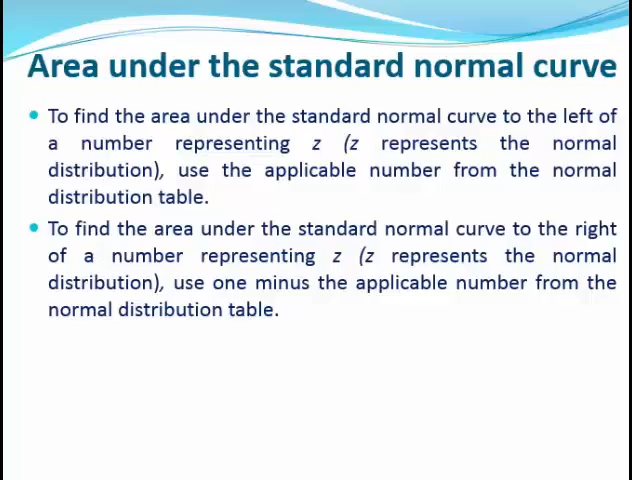 Area under the standard normal curve
• To find the area under the standard normal curve to the left of
a number representing z (z represents the normal
distribution), use the applicable number from the normal
distribution table.
• To find the area under the standard normal curve to the right
of a number representing z (z represents the normal
distribution), use one minus the applicable number from the
normal distribution table.